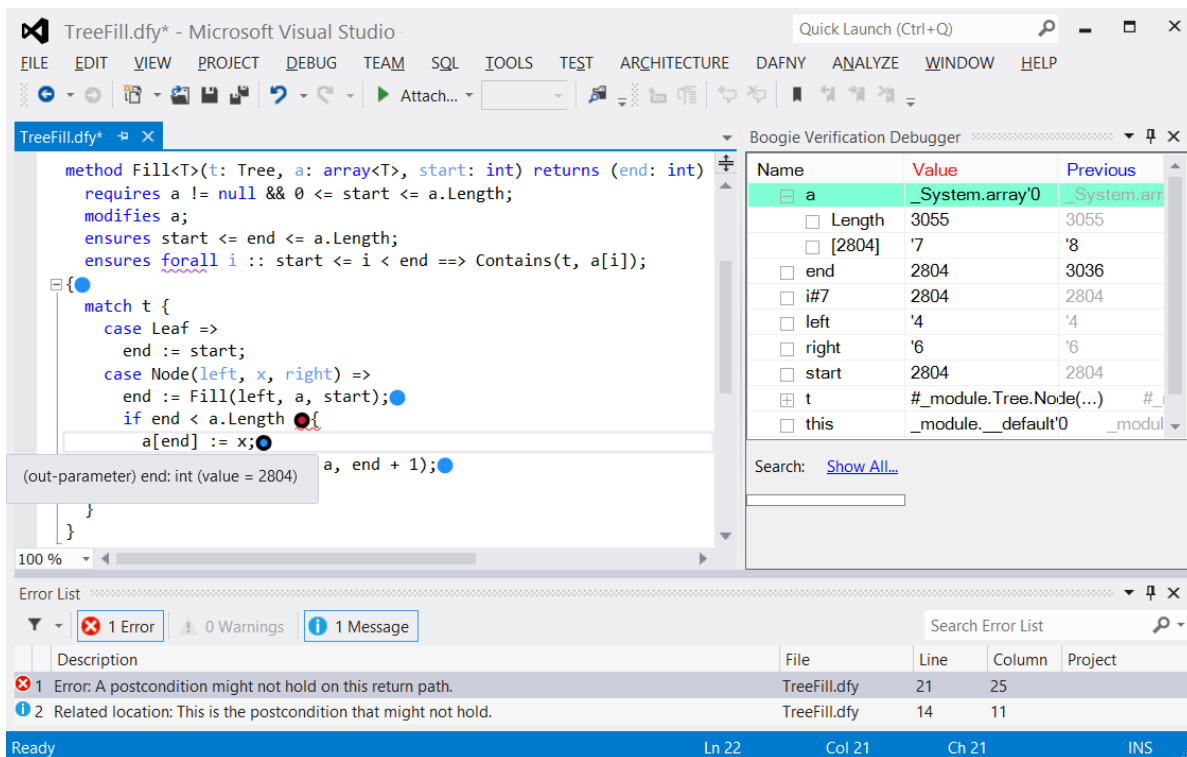 TreeFill.dfy* - Microsoft Visual Studio Quick Launch (Ctrl+Q)
FILE EDIT VIEW PROJECT DEBUG TEAM SQL TOOLS TEST ARCHITECTURE DAFNY ANALYZE WINDOW HELP
Attach...
TreeFill.dfy*
method Fill<T>(t: Tree, a: array<T>, start: int) returns (end: int)
requires a != null && 0 <= start <= a.Length;
modifies a;
ensures start <= end <= a.Length;
ensures forall i :: start <= i < end ==> Contains(t, a[i]);
{
match t {
case Leaf =>
end := start;
case Node(left, x, right) =>
end := Fill(left, a, start);
if end < a.Length {
a[end] := x;
a, end + 1);
(out-parameter) end: int (value = 2804)
}
}
100 %
Boogie Verification Debugger
Name Value Previous
a _System.array'0 _System.arr
Length 3055 3055
[2804] '7 '8
end 2804 3036
i#7 2804 2804
left '4 '4
right '6 '6
start 2804 2804
t #_module.Tree.Node(...) #_
this _module.__default'0 _modul
Search: Show All...
Error List
1 Error 0 Warnings 1 Message Search Error List
Description File Line Column Project
1 Error: A postcondition might not hold on this return path. TreeFill.dfy 21 25
2 Related location: This is the postcondition that might not hold. TreeFill.dfy 14 11
Ready Ln 22 Col 21 Ch 21 INS